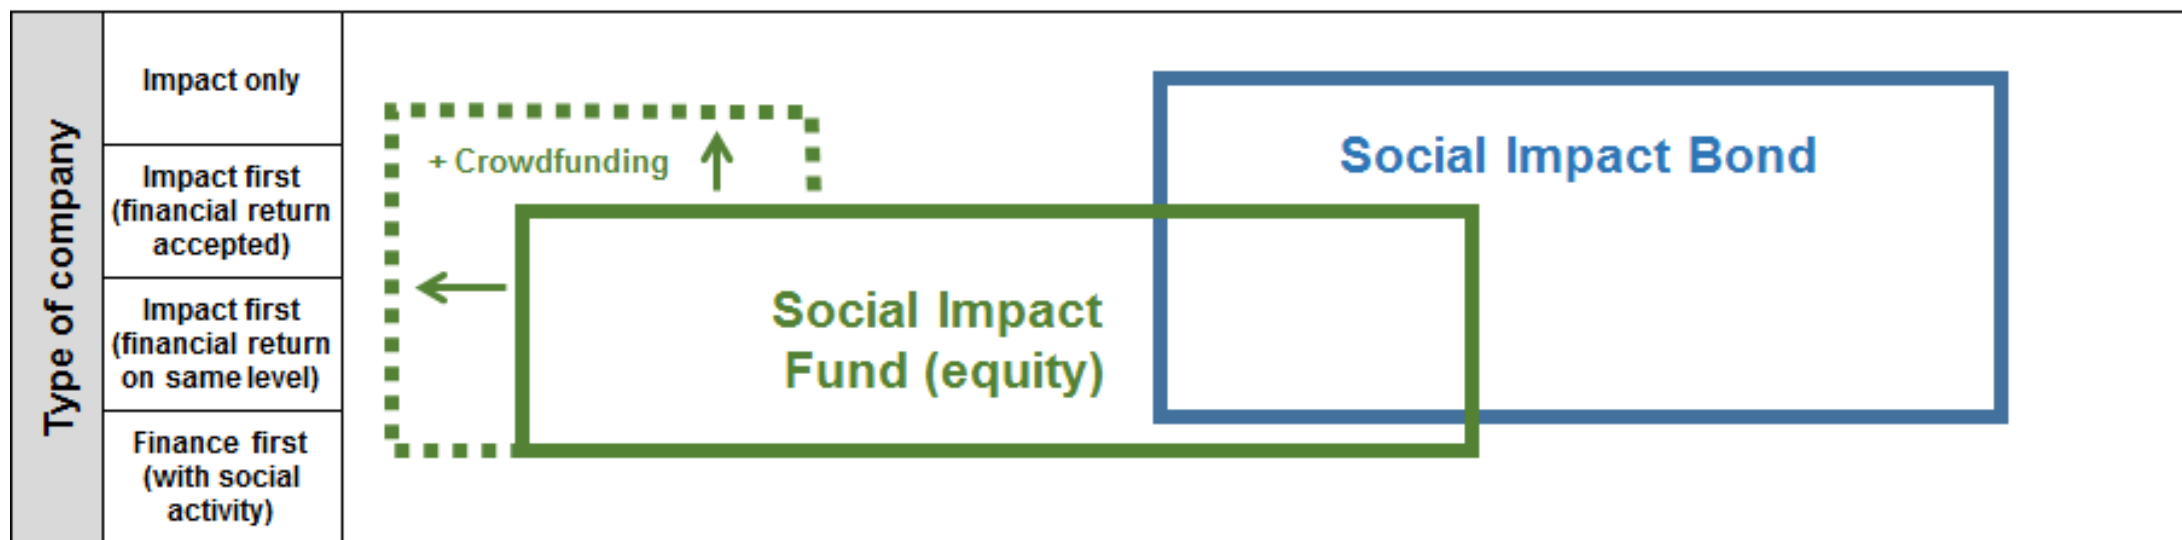 Type of company
Impact only
Impact first
(financial return
accepted)
Impact first
(financial return
on same level)
Finance first
(with social
activity)
+ Crowdfunding
Social Impact
Fund (equity)
Social Impact Bond